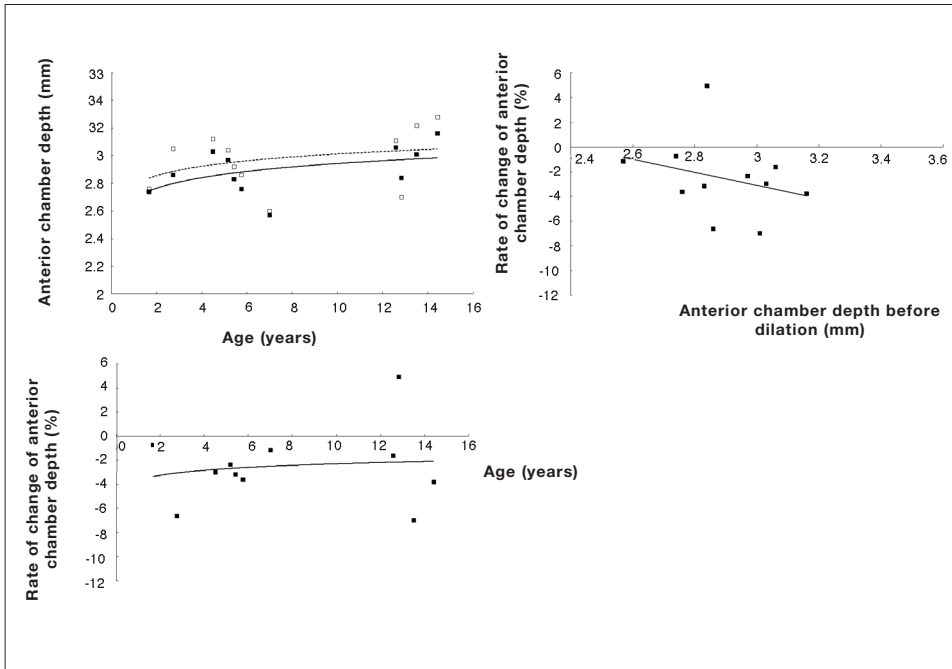 Anterior chamber depth (mm)
33
34
32
3.0
2.8
2.6
2.4
2.2
2
0 2 4 6 8 10 12 14 16
Age (years)
Rate of change of anterior
chamber depth (%)
6
4
2
0
-2
-4
-6
-8
-10
-12
2.4 2.6 2.8 3 3.2 3.4 3.6
Anterior chamber depth before
dilation (mm)
Rate of change of anterior
chamber depth (%)
6
4
2
0
-2
-4
-6
-8
-10
-12
0 2 4 6 8 10 12 14 16
Age (years)